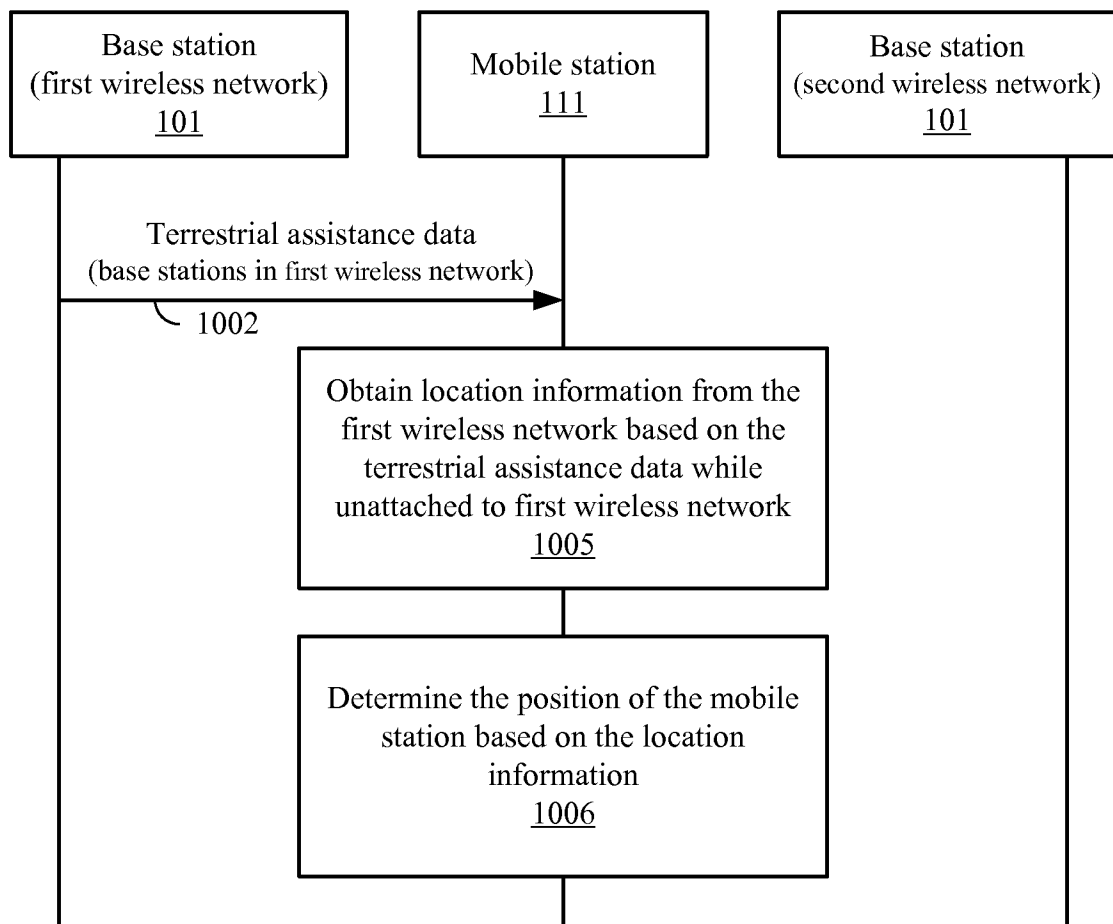 Base station
(first wireless network)
101
Mobile station
111
Base station
(second wireless network)
101
Terrestrial assistance data
(base stations in first wireless network)
1002
Obtain location information from the
first wireless network based on the
terrestrial assistance data while
unattached to first wireless network
1005
Determine the position of the mobile
station based on the location
information
1006